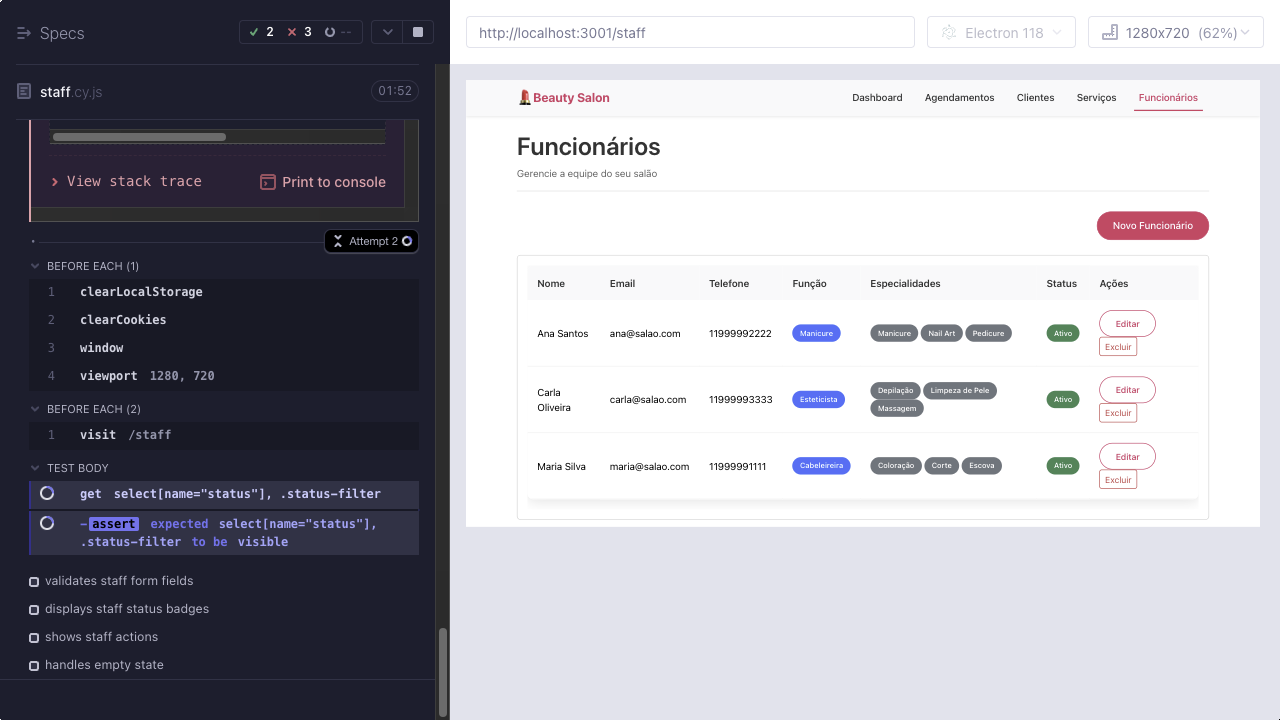 Specs
2
3
--
staff.cy.js
01:52
View stack trace
Print to console
Attempt 2
BEFORE EACH (1)
1 clearLocalStorage
2 clearCookies
3 window
4 viewport 1280, 720
BEFORE EACH (2)
1 visit /staff
TEST BODY
get select[name="status"], .status-filter
-assert expected select[name="status"],
.status-filter to be visible
validates staff form fields
displays staff status badges
shows staff actions
handles empty state
http://localhost:3001/staff
Electron 118
1280x720 (62%)
Beauty Salon
Dashboard Agendamentos Clientes Serviços Funcionários
Funcionários
Gerencie a equipe do seu salão
Novo Funcionário
Nome Email Telefone Função Especialidades Status Ações
Ana Santos ana@salao.com 11999992222 Manicure Manicure Nail Art Pedicure Ativo Editar
Excluir
Carla
Oliveira
carla@salao.com 11999993333 Esteticista
Depilação Limpeza de Pele
Massagem
Ativo
Editar
Excluir
Maria Silva maria@salao.com 11999991111 Cabeleireira Coloração Corte Escova Ativo Editar
Excluir